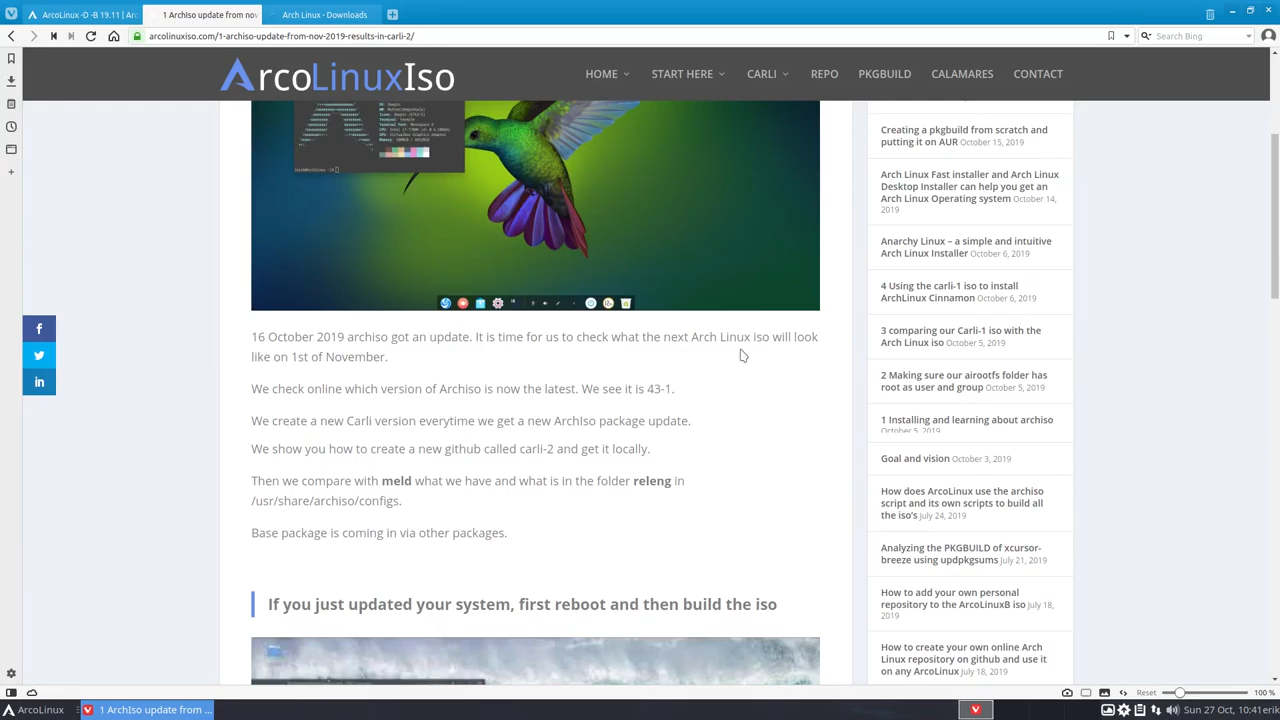 ArcoLinux -D -B 19.11 | Arc
1 ArchIso update from nov
Arch Linux - Downloads
arcolinuxiso.com/1-archiso-update-from-nov-2019-results-in-carli-2/
Search Bing
ArcoLinuxIso
HOME
START HERE
CARLI
REPO
PKGBUILD
CALAMARES
CONTACT
16 October 2019 archiso got an update. It is time for us to check what the next Arch Linux iso will look
like on 1st of November.
We check online which version of Archiso is now the latest. We see it is 43-1.
We create a new Carli version everytime we get a new ArchIso package update.
We show you how to create a new github called carli-2 and get it locally.
Then we compare with meld what we have and what is in the folder releng in
/usr/share/archiso/configs.
Base package is coming in via other packages.
If you just updated your system, first reboot and then build the iso
Creating a pkgbuild from scratch and
putting it on AUR October 15, 2019
Arch Linux Fast installer and Arch Linux
Desktop Installer can help you get an
Arch Linux Operating system October 14,
2019
Anarchy Linux – a simple and intuitive
Arch Linux Installer October 6, 2019
4 Using the carli-1 iso to install
ArchLinux Cinnamon October 6, 2019
3 comparing our Carli-1 iso with the
Arch Linux iso October 5, 2019
2 Making sure our airootfs folder has
root as user and group October 5, 2019
1 Installing and learning about archiso
October 5, 2019
Goal and vision October 3, 2019
How does ArcoLinux use the archiso
script and its own scripts to build all
the iso's July 24, 2019
Analyzing the PKGBUILD of xcursor-
breeze using updpkgsums July 21, 2019
How to add your own personal
repository to the ArcoLinuxB iso July 18,
2019
How to create your own online Arch
Linux repository on github and use it
on any ArcoLinux July 18, 2019
Reset
100 %
ArcoLinux
1 ArchIso update from ...
Sun 27 Oct, 10:41 erik